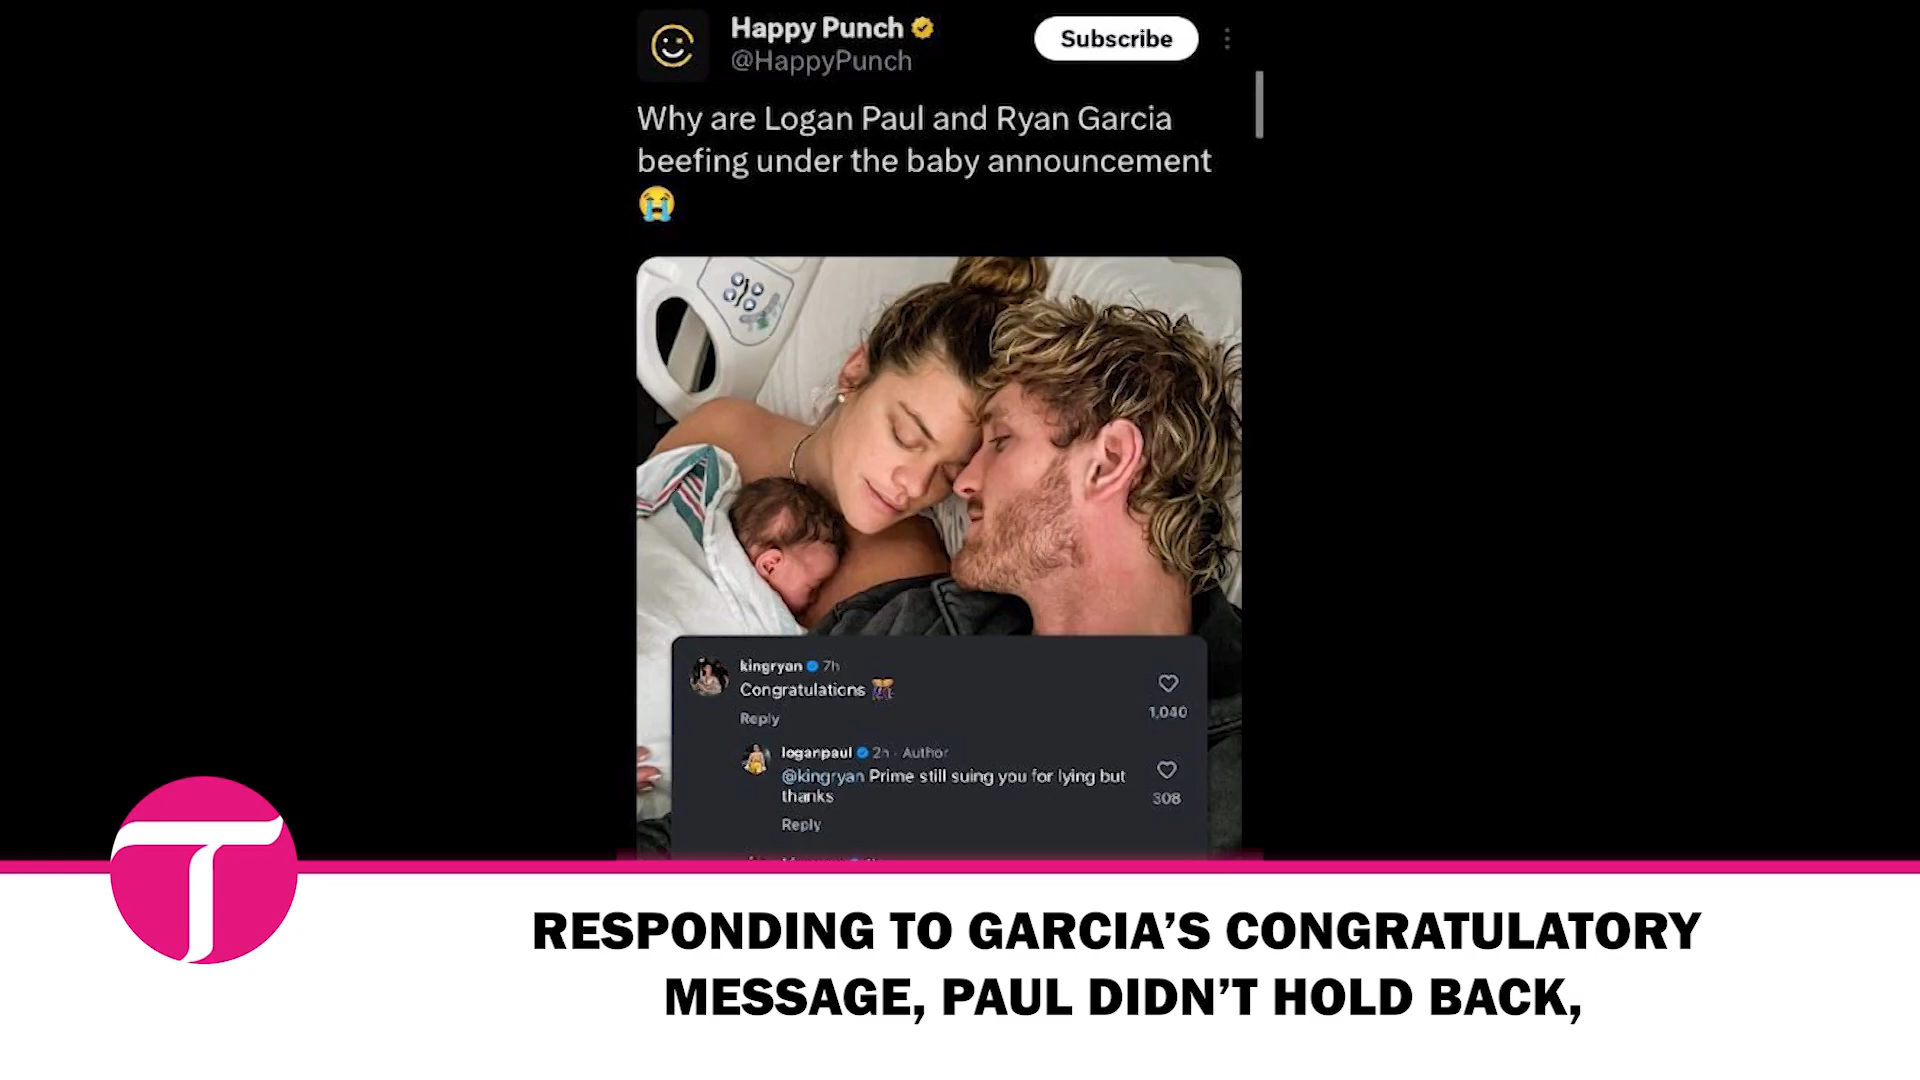 Happy Punch
@HappyPunch
Subscribe
Why are Logan Paul and Ryan Garcia
beefing under the baby announcement
kingryan 7h
Congratulations
Reply
1,040
loganpaul 2h · Author
@kingryan Prime still suing you for lying but
thanks
Reply
308
T
RESPONDING TO GARCIA’S CONGRATULATORY
MESSAGE, PAUL DIDN’T HOLD BACK,